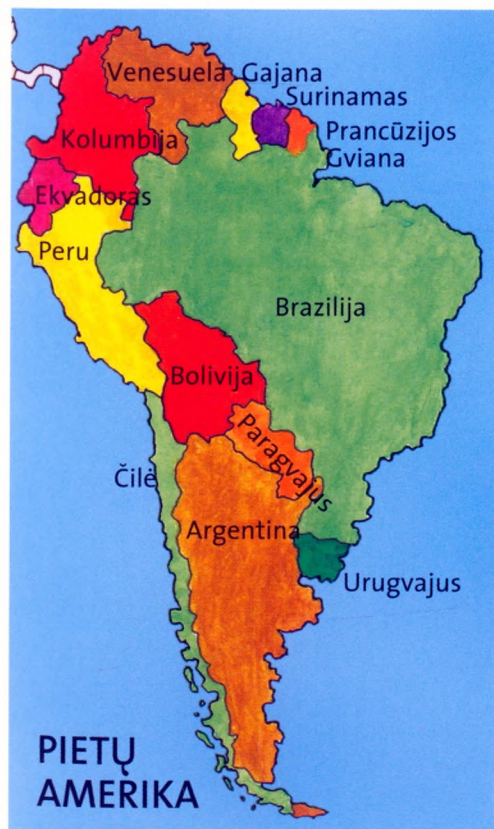 Venesuela
Gajana
Surinamas
Prancūzijos
Gviana
Kolumbija
Ekvadoras
Peru
Brazilija
Bolivija
Paragvajus
Čilė
Argentina
Urugvajus
PIETŲ
AMERIKA